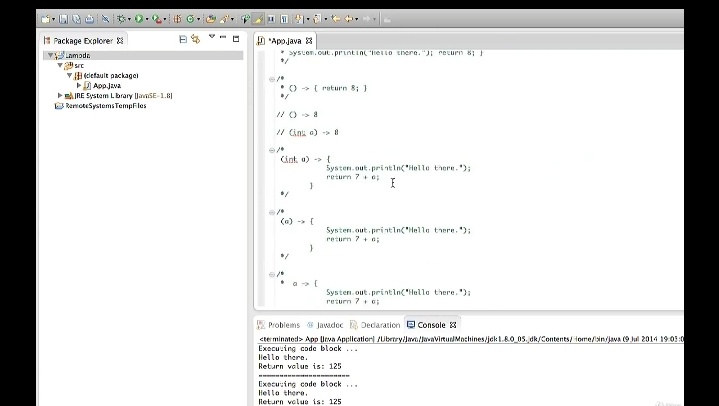 Package Explorer
Lambda
src
(default package)
App.java
JRE System Library [JavaSE-1.8]
RemoteSystemsTempFiles
*App.java
* System.out.println("Hello there."); return 8; }
*/
/*
* () -> { return 8; }
*/
// () -> 8
// (int a) -> 8
/*
(int a) -> {
System.out.println("Hello there.");
return 7 + a;
}
*/
/*
(a) -> {
System.out.println("Hello there.");
return 7 + a;
}
*/
/*
* a -> {
System.out.println("Hello there.");
return 7 + a;
Problems
Javadoc
Declaration
Console
<terminated> App [Java Application] /Library/Java/JavaVirtualMachines/jdk1.8.0_05.jdk/Contents/Home/bin/java (9 Jul 2014 19:03:0
Executing code block ...
Hello there.
Return value is: 125
======================
Executing code block ...
Hello there.
Return value is: 125